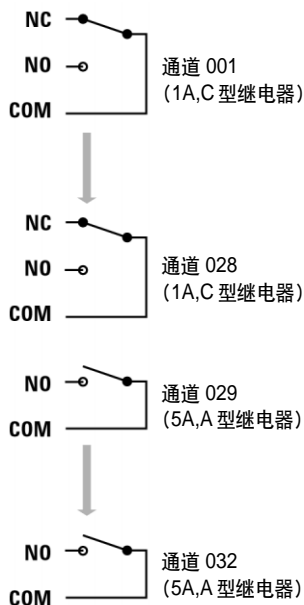 NC
NO
COM
通道 001
(1A,C 型继电器)
NC
NO
COM
通道 028
(1A,C 型继电器)
NO
COM
通道 029
(5A,A 型继电器)
NO
COM
通道 032
(5A,A 型继电器)